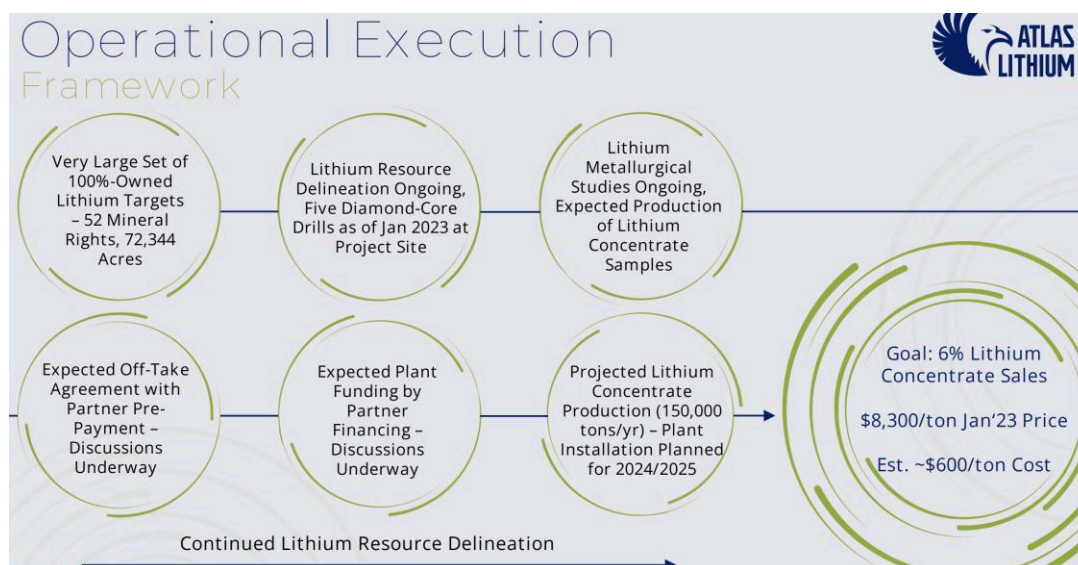 Operational Execution
Framework
ATLAS
LITHIUM
Very Large Set of
100%-Owned
Lithium Targets
– 52 Mineral
Rights, 72,344
Acres
Lithium Resource
Delineation Ongoing,
Five Diamond-Core
Drills as of Jan 2023 at
Project Site
Lithium
Metallurgical
Studies Ongoing,
Expected Production
of Lithium
Concentrate
Samples
Expected Off-Take
Agreement with
Partner Pre-
Payment –
Discussions
Underway
Expected Plant
Funding by
Partner
Financing –
Discussions
Underway
Projected Lithium
Concentrate
Production (150,000
tons/yr) – Plant
Installation Planned
for 2024/2025
Goal: 6% Lithium
Concentrate Sales
$8,300/ton Jan‘23 Price
Est. ~$600/ton Cost
Continued Lithium Resource Delineation